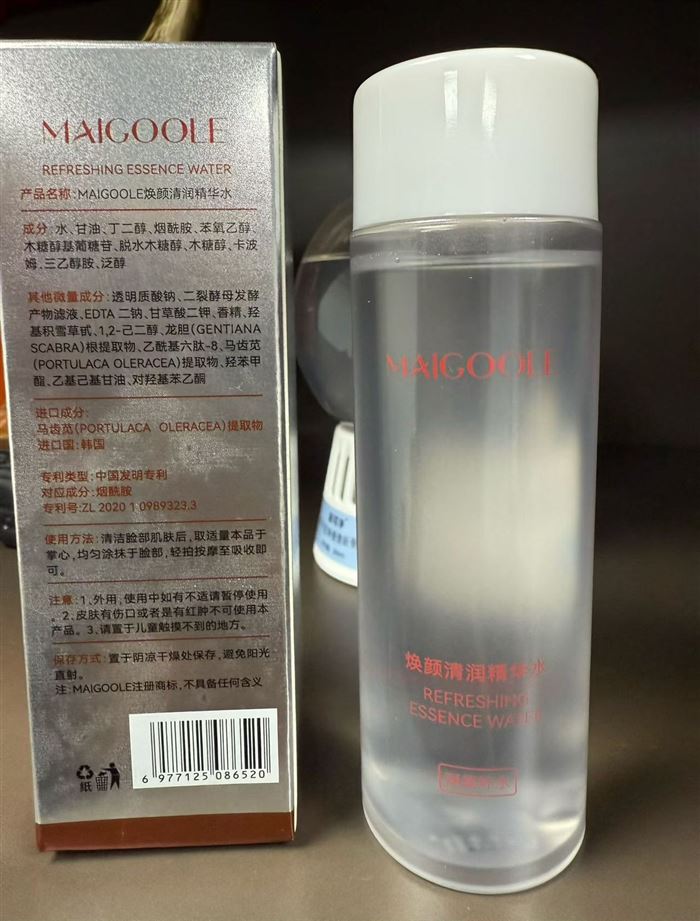 MAIGOOLE
REFRESHING ESSENCE WATER
产品名称:MAIGOOLE焕颜清润精华水
成分:水、甘油、丁二醇、烟酰胺、苯氧乙醇、
木糖醇基葡糖苷、脱水木糖醇、木糖醇、卡波
姆、三乙醇胺、泛醇
其他微量成分:透明质酸钠、二裂酵母发酵
产物滤液、EDTA 二钠、甘草酸二钾、香精、羟
基积雪草甙、1,2-己二醇、龙胆(GENTIANA
SCABRA)根提取物、乙酰基六肽-8、马齿苋
(PORTULACA OLERACEA)提取物、羟苯甲
酯、乙基己基甘油、对羟基苯乙酮
进口成分:
马齿苋(PORTULACA OLERACEA)提取物
进口国:韩国
专利类型:中国发明专利
对应成分:烟酰胺
专利号:ZL 2020 1 0989323.3
使用方法:清洁脸部肌肤后,取适量本品于
掌心,均匀涂抹于脸部,轻拍按摩至吸收即
可。
注意:1、外用,使用中如有不适请暂停使用
。2、皮肤有伤口或者是有红肿不可使用本
产品。3、请置于儿童触摸不到的地方。
保存方式:置于阴凉干燥处保存,避免阳光
直射。
注:MAIGOOLE注册商标,不具备任何含义
6 977125 086520
紙
MAIGOOLE
焕颜清润精华水
REFRESHING
ESSENCE WATER